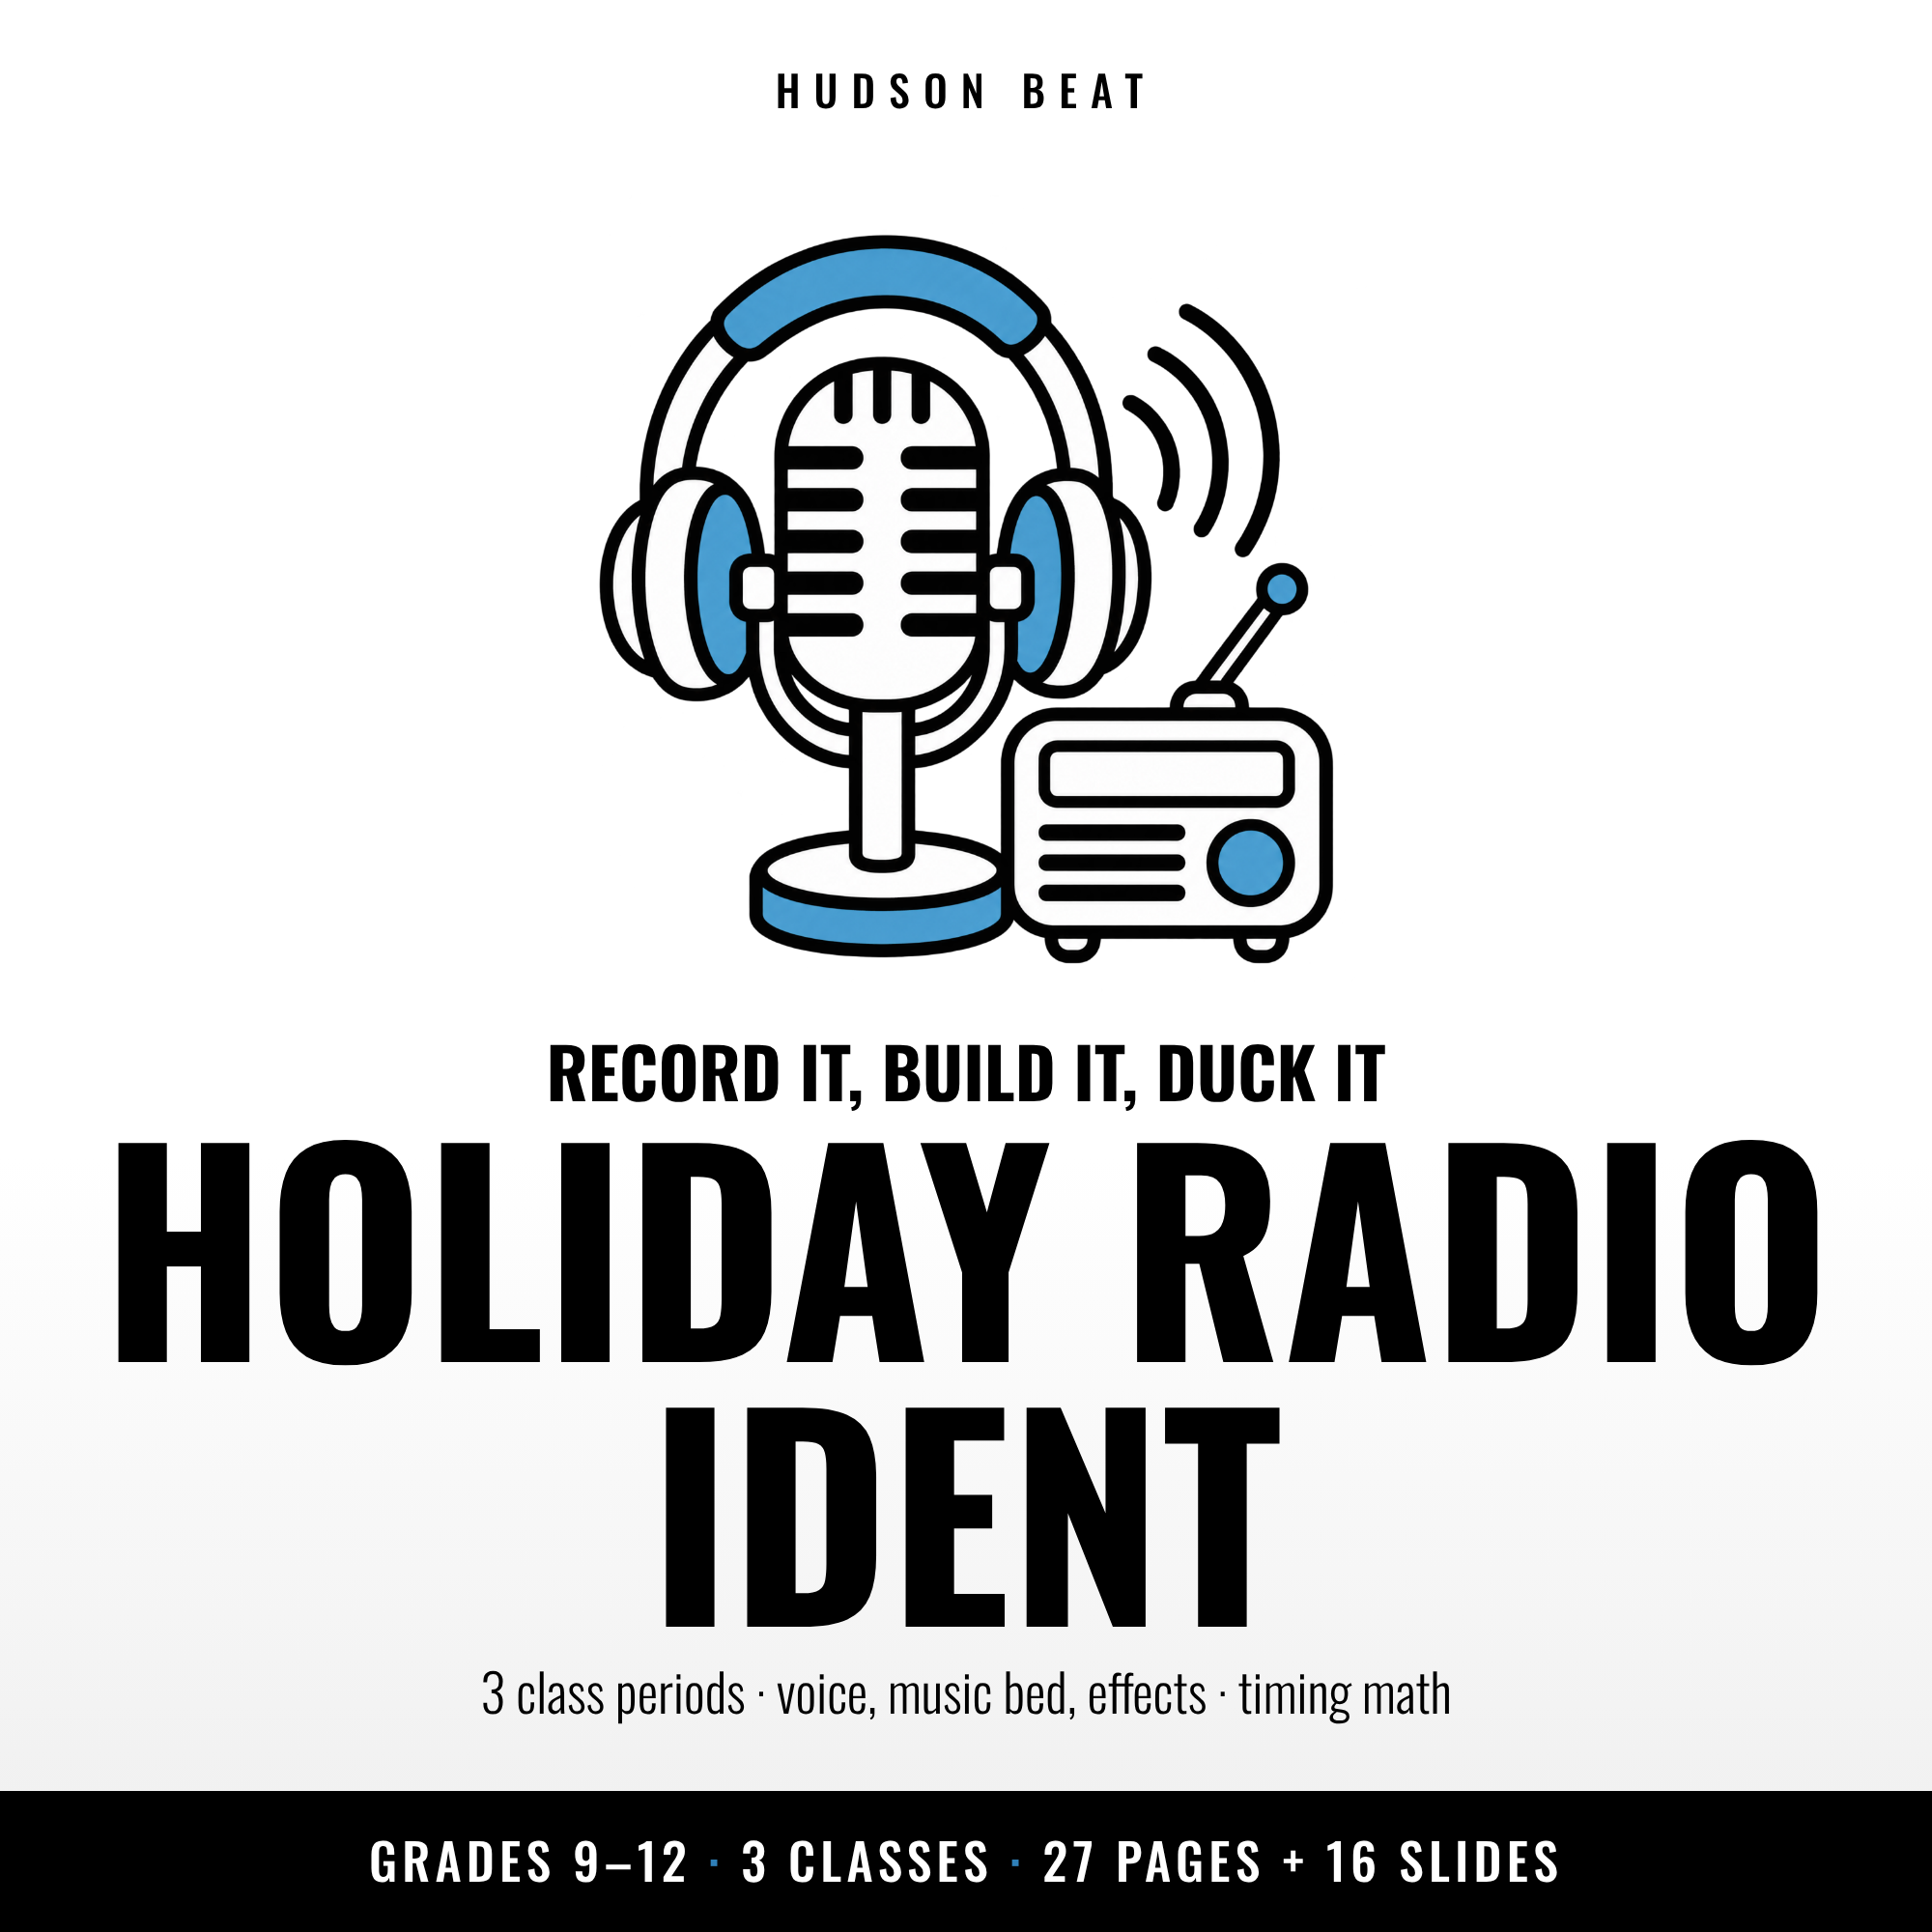 HUDSON BEAT
RECORD IT, BUILD IT, DUCK IT
HOLIDAY RADIO
IDENT
3 class periods · voice, music bed, effects · timing math
GRADES 9–12 · 3 CLASSES · 27 PAGES + 16 SLIDES